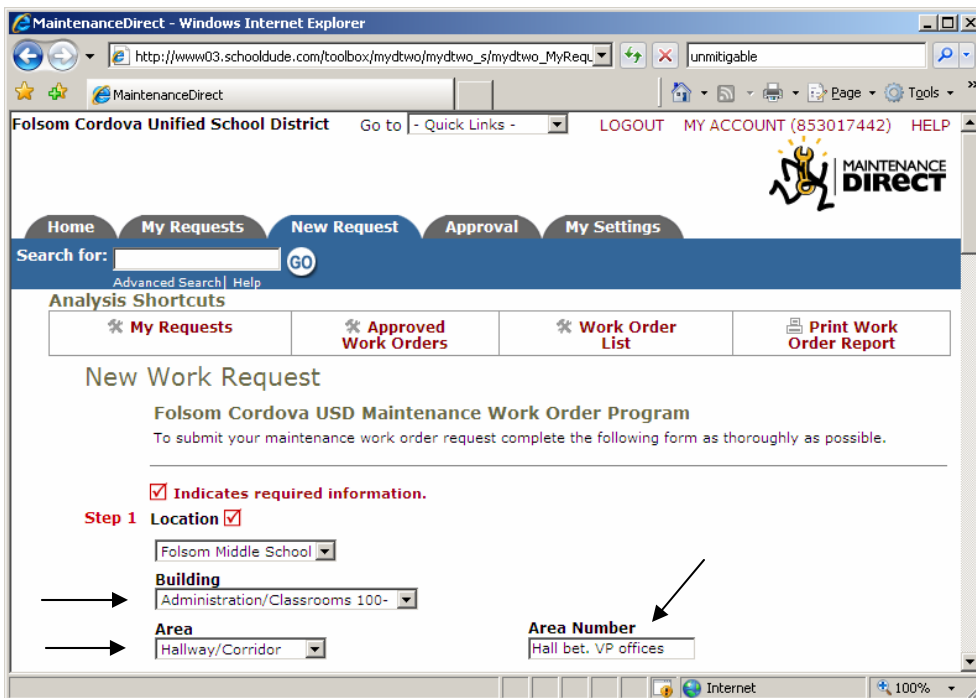 MaintenanceDirect - Windows Internet Explorer
http://www03.schooldude.com/toolbox/mydtwo/mydtwo_s/mydtwo_MyRequ
unmitigable
MaintenanceDirect
Page
Tools
Folsom Cordova Unified School District
Go to - Quick Links -
LOGOUT MY ACCOUNT (853017442) HELP
MAINTENANCE
DIRECT
Home My Requests New Request Approval My Settings
Search for: GO
Advanced Search| Help
Analysis Shortcuts
My Requests
Approved
Work Orders
Work Order
List
Print Work
Order Report
New Work Request
Folsom Cordova USD Maintenance Work Order Program
To submit your maintenance work order request complete the following form as thoroughly as possible.
Indicates required information.
Step 1 Location
Folsom Middle School
Building
Administration/Classrooms 100-
Area
Area Number
Hallway/Corridor
Hall bet. VP offices
Internet
100%